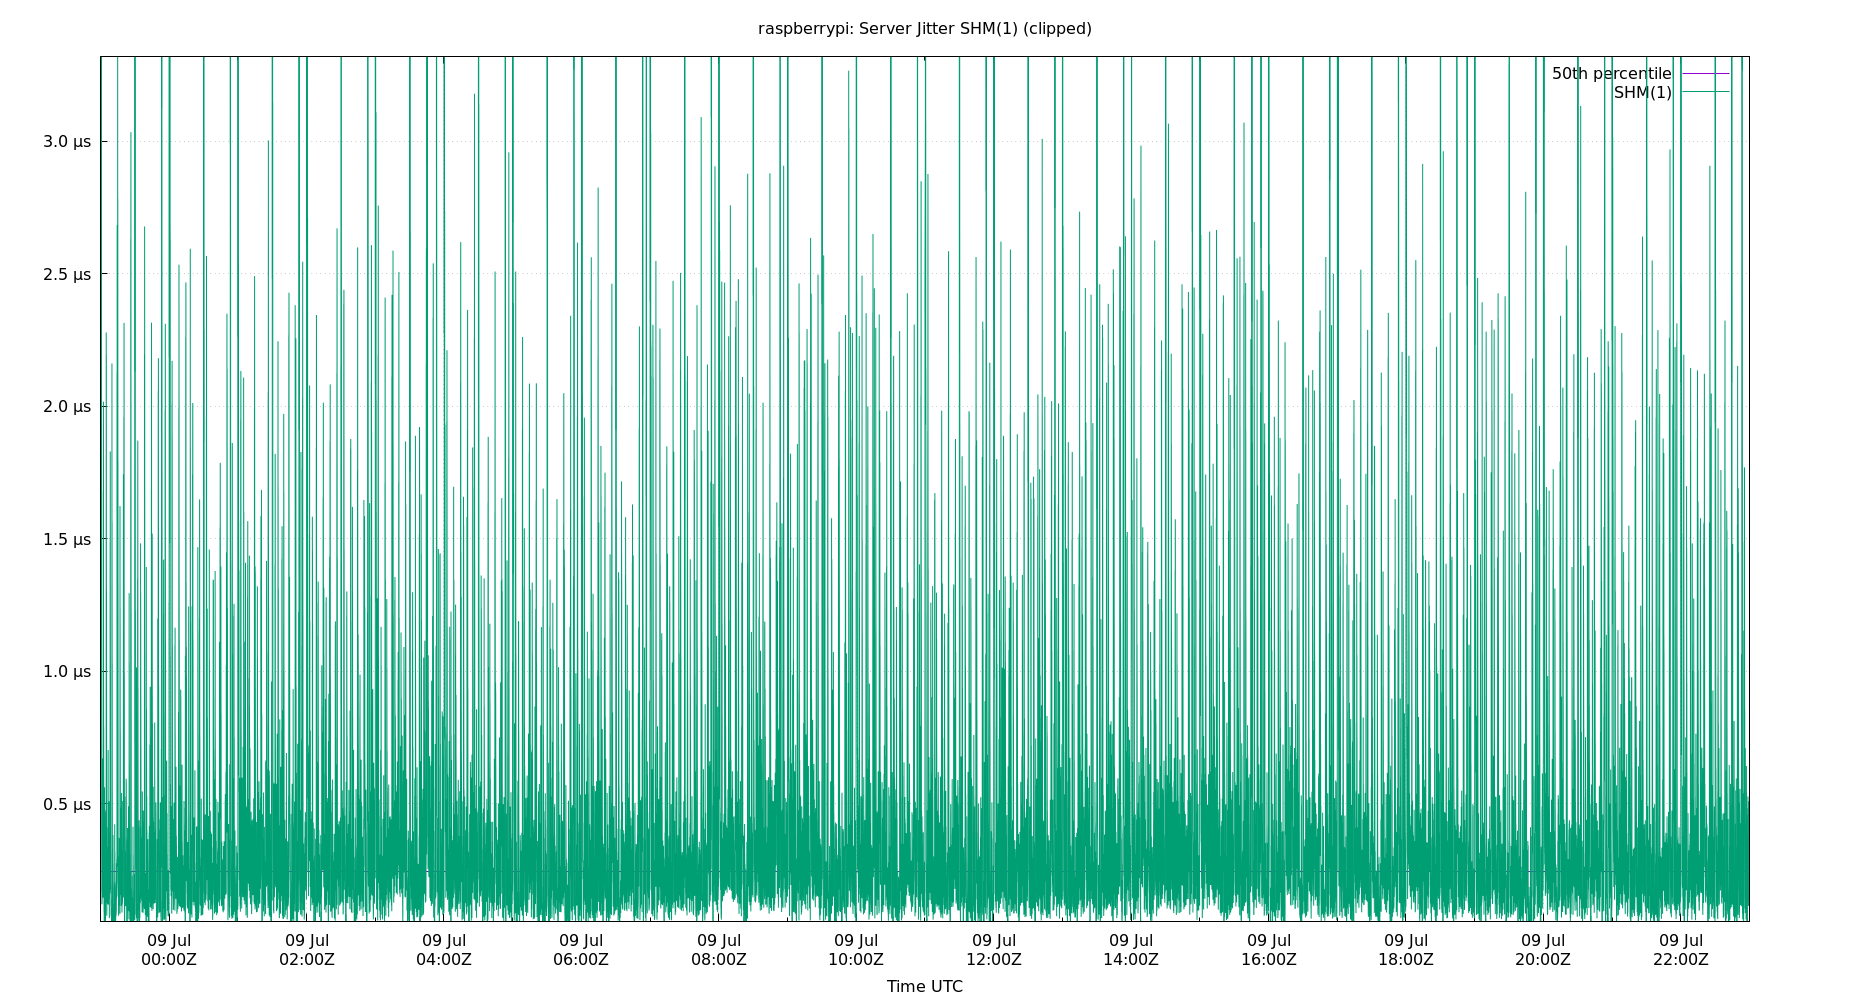 raspberrypi: Server Jitter SHM(1) (clipped)
50th percentile
SHM(1)
3.0 µs
2.5 µs
2.0 µs
1.5 µs
1.0 µs
0.5 µs
09 Jul 09 Jul 09 Jul 09 Jul 09 Jul 09 Jul 09 Jul 09 Jul 09 Jul 09 Jul 09 Jul 09 Jul
00:00Z 02:00Z 04:00Z 06:00Z 08:00Z 10:00Z 12:00Z 14:00Z 16:00Z 18:00Z 20:00Z 22:00Z
Time UTC